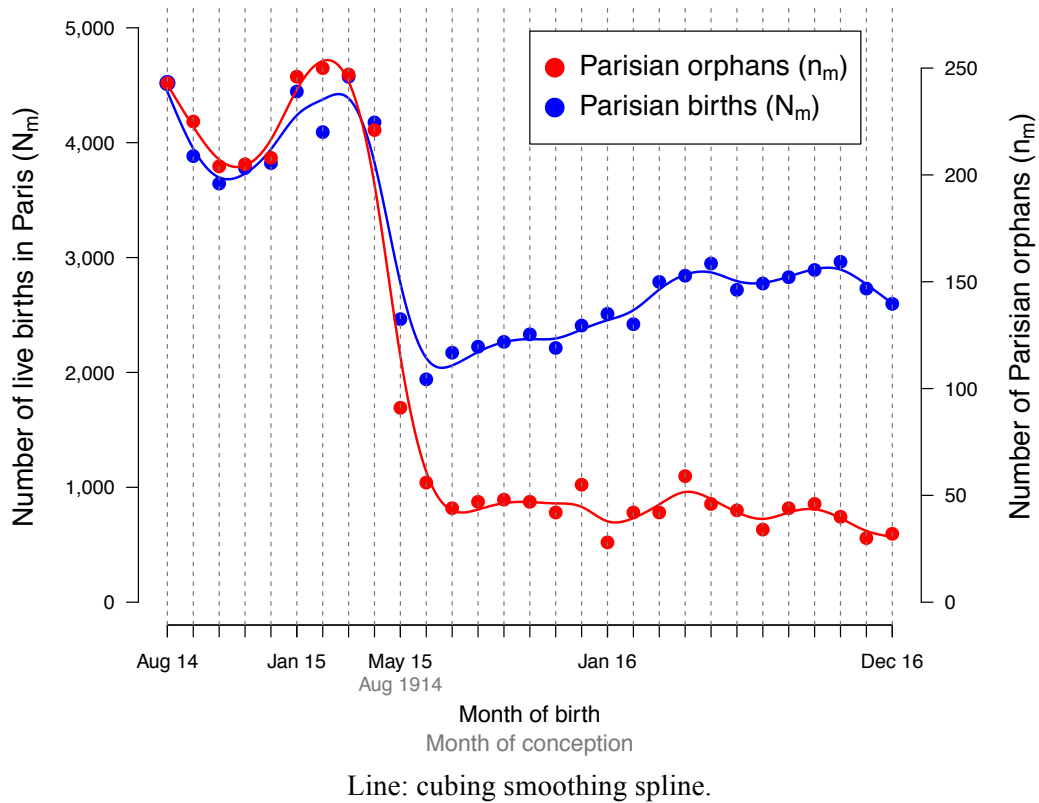 Number of live births in Paris (Nm)
5,000
4,000
3,000
2,000
1,000
0
Parisian orphans (nm)
Parisian births (Nm)
250
200
150
100
50
0
Number of Parisian orphans (nm)
Aug 14 Jan 15 May 15 Jan 16 Dec 16
Aug 1914
Month of birth
Month of conception
Line: cubing smoothing spline.